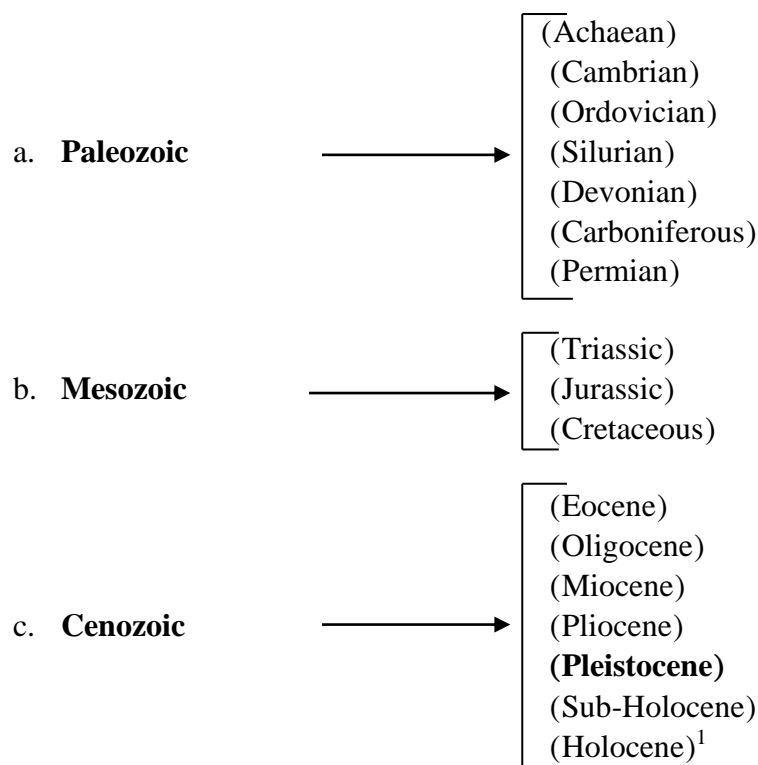 (Achaean)
(Cambrian)
(Ordovician)
a. Paleozoic (Silurian)
(Devonian)
(Carboniferous)
(Permian)
(Triassic)
b. Mesozoic (Jurassic)
(Cretaceous)
(Eocene)
(Oligocene)
(Miocene)
c. Cenozoic (Pliocene)
(Pleistocene)
(Sub-Holocene)
(Holocene)1